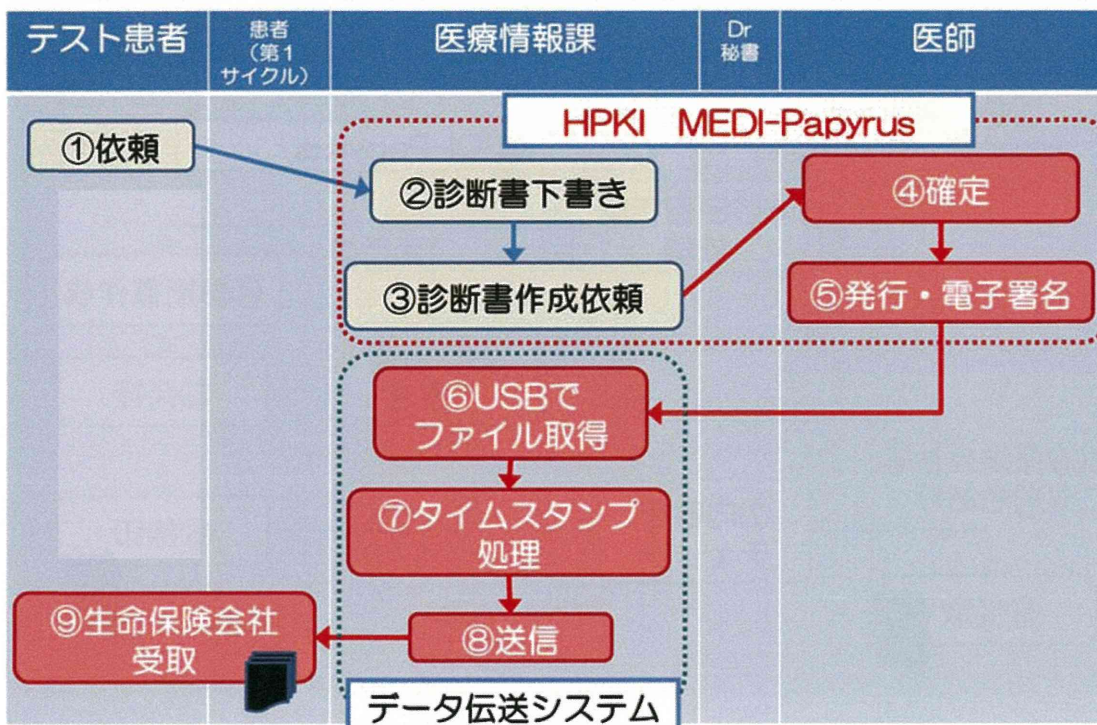 テスト患者
患者
（第1
サイクル）
医療情報課
Dr
秘書
医師
HPKI MEDI-Papyrus
①依頼
②診断書下書き
③診断書作成依頼
④確定
⑤発行・電子署名
⑥USBで
ファイル取得
⑦タイムスタンプ
処理
⑧送信
⑨生命保険会社
受取
データ伝送システム